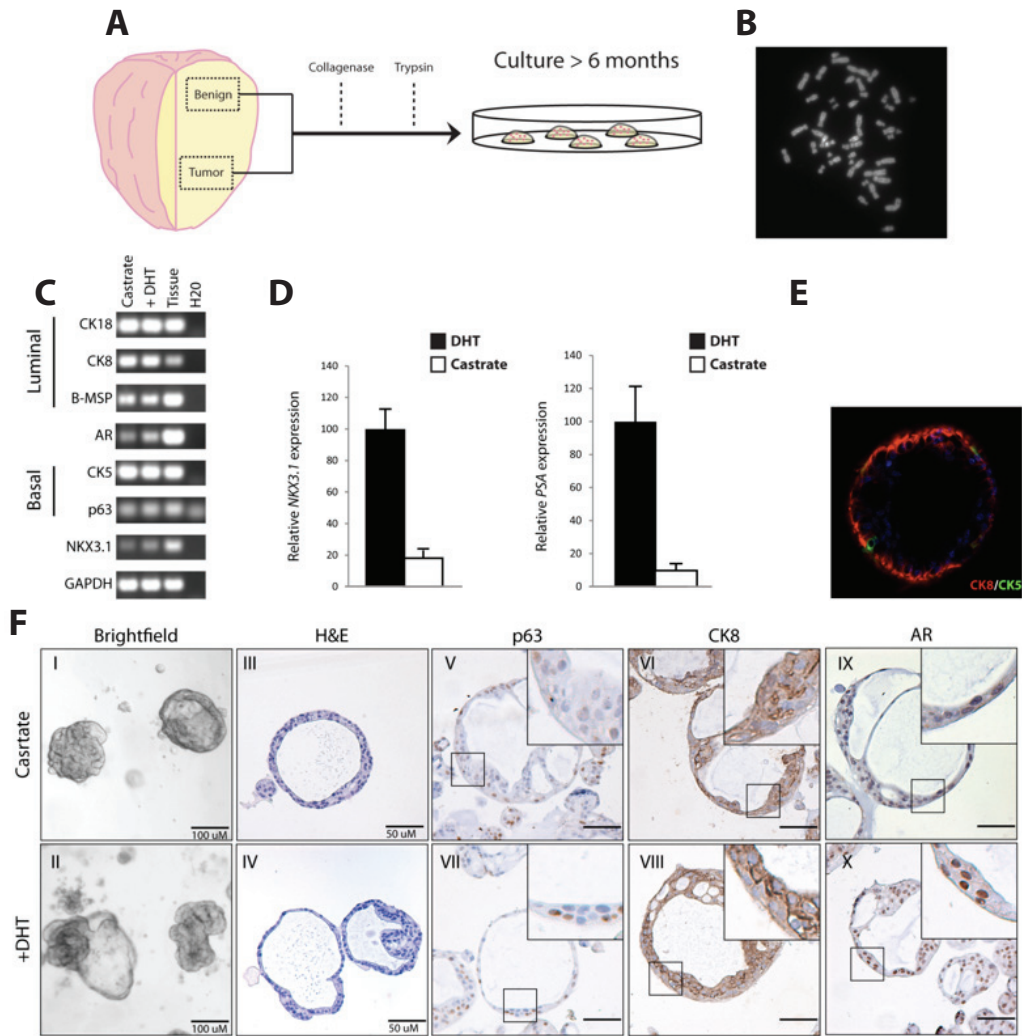 A
Benign
Tumor
Collagenase
Trypsin
Culture > 6 months
B
C
Castrate
+ DHT
Tissue
H20
Luminal
CK18
CK8
B-MSP
AR
Basal
CK5
p63
NKX3.1
GAPDH
D
DHT
Castrate
Relative NKX3.1 expression
140
120
100
80
60
40
20
0
DHT
Castrate
Relative PSA expression
140
120
100
80
60
40
20
0
E
CK8/CK5
F
Brightfield
H&E
p63
CK8
AR
Casrtate
I
100 uM
III
50 uM
V
VI
IX
+DHT
II
100 uM
IV
50 uM
VII
VIII
X